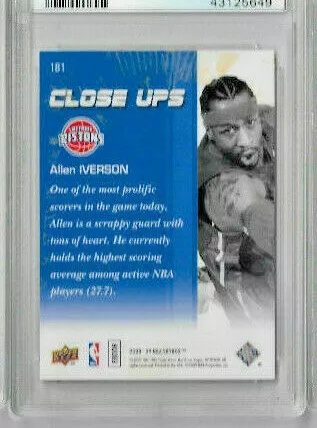 43125649
181
CLOSE UPS
DETROIT
PISTONS
Allen IVERSON
One of the most prolific
scorers in the game today,
Allen is a scrappy guard with
tons of heart. He currently
holds the highest scoring
average among active NBA
players (27.7).